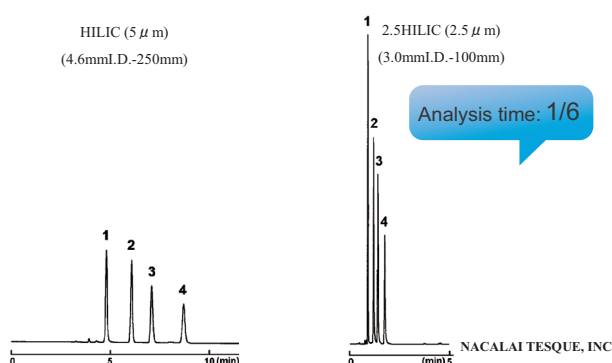 HILIC (5 μ m)
(4.6mmI.D.-250mm)
1
2
3
4
0
5
10 (min)
2.5HILIC (2.5 μ m)
(3.0mmI.D.-100mm)
Analysis time: 1/6
1
2
3
4
0
(min) 5
NACALAI TESQUE, INC